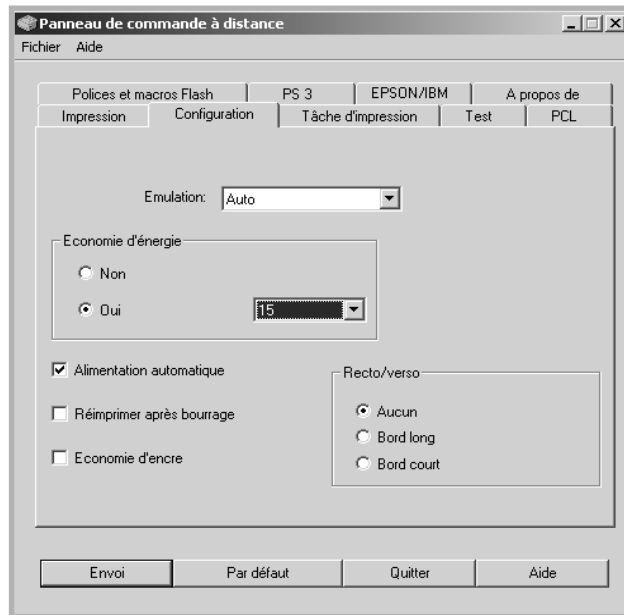 Panneau de commande à distance
Fichier Aide
Polices et macros Flash PS 3 EPSON/IBM A propos de
Impression Configuration Tâche d'impression Test PCL
Emulation: Auto
Economie d'énergie
Non
Oui 15
Alimentation automatique
Réimprimer après bourrage
Economie d'encre
Recto/verso
Aucun
Bord long
Bord court
Envoi Par défaut Quitter Aide